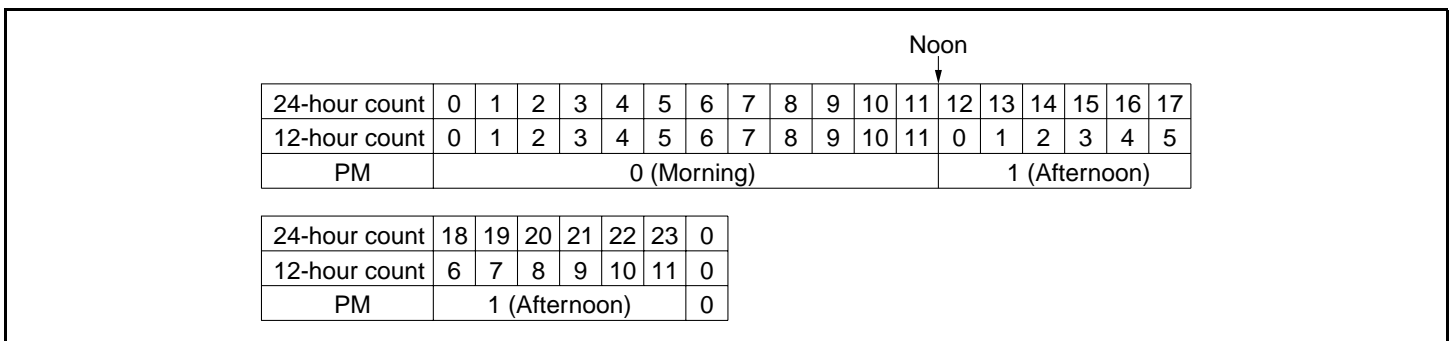 Noon
24-hour count 0 1 2 3 4 5 6 7 8 9 10 11 12 13 14 15 16 17
12-hour count 0 1 2 3 4 5 6 7 8 9 10 11 0 1 2 3 4 5
PM 0 (Morning) 1 (Afternoon)
24-hour count 18 19 20 21 22 23 0
12-hour count 6 7 8 9 10 11 0
PM 1 (Afternoon) 0